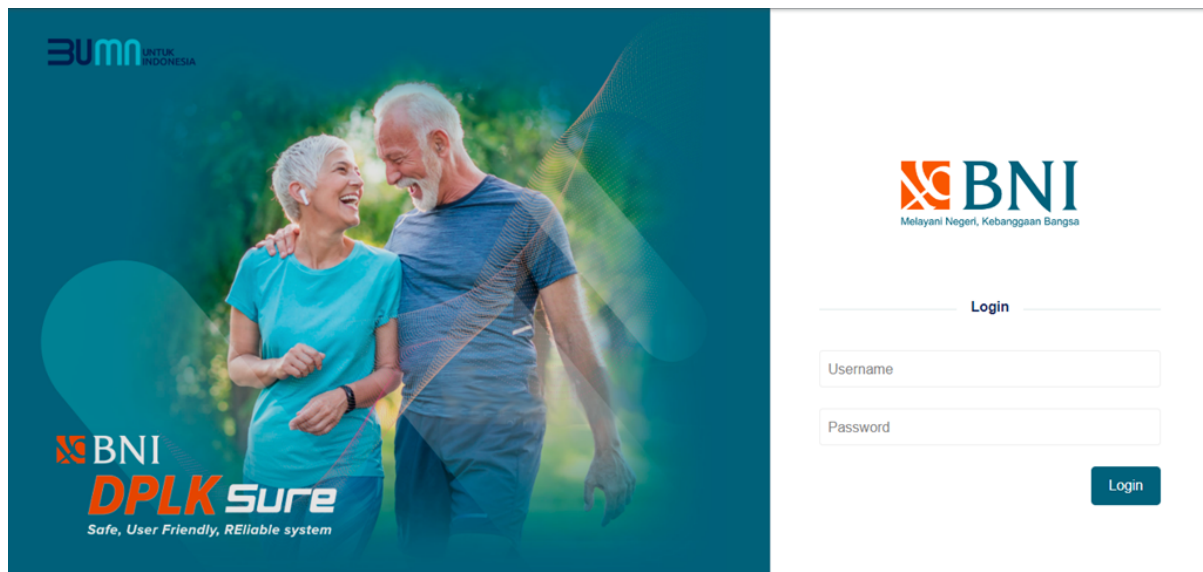 BUMN UNTUK
INDONESIA
BNI
DPLK Sure
Safe, User Friendly, REliable system
BNI
Melayani Negeri, Kebanggaan Bangsa
Login
Username
Password
Login